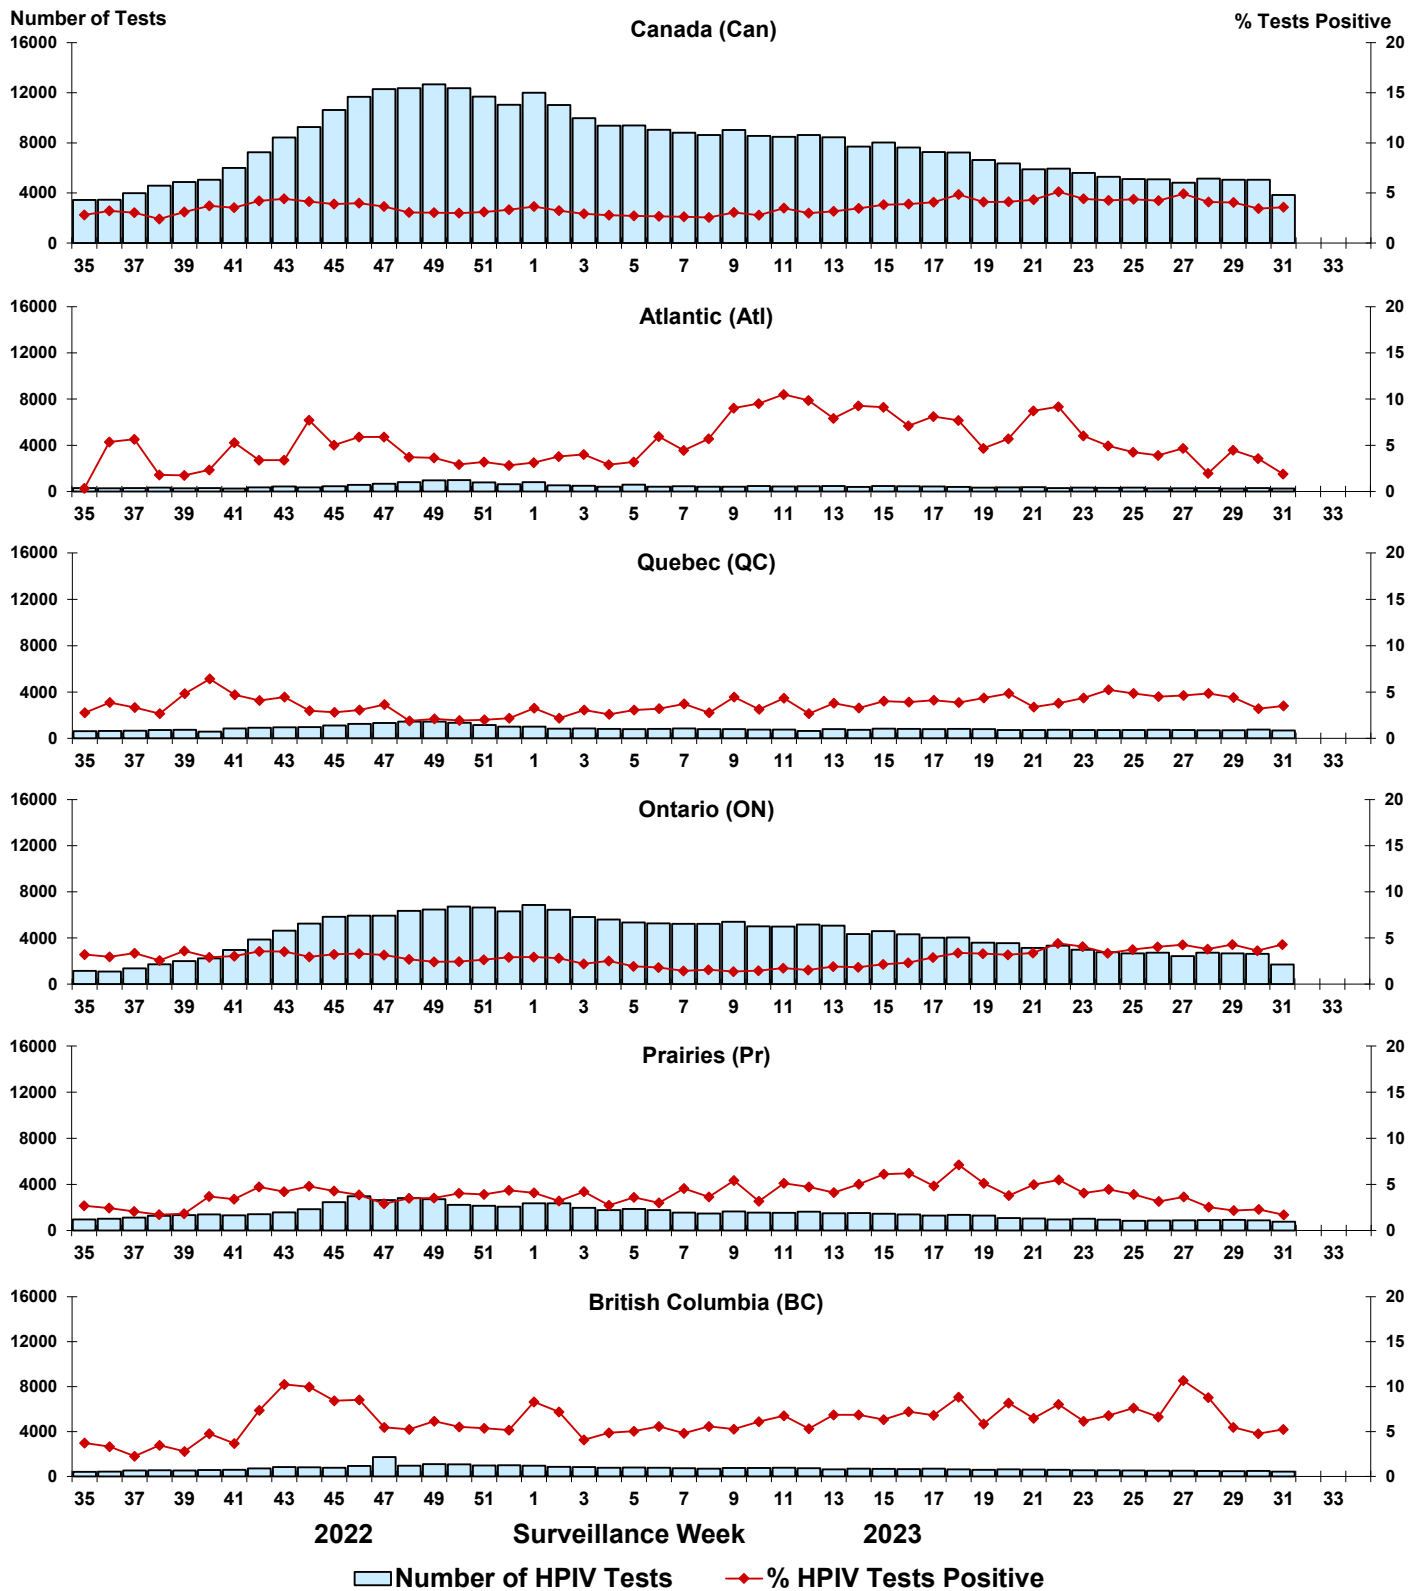 Number of Tests
% Tests Positive
Canada (Can)
16000 20
12000 15
8000 10
4000 5
0 0
35 37 39 41 43 45 47 49 51 1 3 5 7 9 11 13 15 17 19 21 23 25 27 29 31 33
Atlantic (Atl)
16000 20
12000 15
8000 10
4000 5
0 0
35 37 39 41 43 45 47 49 51 1 3 5 7 9 11 13 15 17 19 21 23 25 27 29 31 33
Quebec (QC)
16000 20
12000 15
8000 10
4000 5
0 0
35 37 39 41 43 45 47 49 51 1 3 5 7 9 11 13 15 17 19 21 23 25 27 29 31 33
Ontario (ON)
16000 20
12000 15
8000 10
4000 5
0 0
35 37 39 41 43 45 47 49 51 1 3 5 7 9 11 13 15 17 19 21 23 25 27 29 31 33
Prairies (Pr)
16000 20
12000 15
8000 10
4000 5
0 0
35 37 39 41 43 45 47 49 51 1 3 5 7 9 11 13 15 17 19 21 23 25 27 29 31 33
British Columbia (BC)
16000 20
12000 15
8000 10
4000 5
0 0
35 37 39 41 43 45 47 49 51 1 3 5 7 9 11 13 15 17 19 21 23 25 27 29 31 33
2022 Surveillance Week 2023
Number of HPIV Tests % HPIV Tests Positive